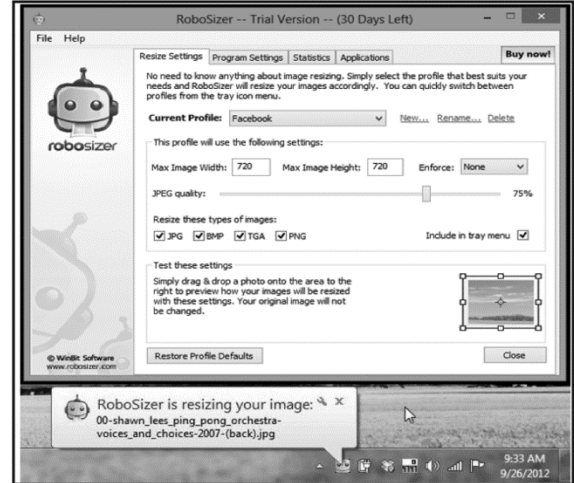 RoboSizer -- Trial Version -- (30 Days Left)
File Help
Resize Settings Program Settings Statistics Applications Buy now!
No need to know anything about image resizing. Simply select the profile that best suits your
needs and RoboSizer will resize your images accordingly. You can quickly switch between
profiles from the tray icon menu.
Current Profile: Facebook New... Rename... Delete
robosizer
This profile will use the following settings:
Max Image Width: 720 Max Image Height: 720 Enforce: None
JPEG quality: 75%
Resize these types of images:
JPG BMP TGA PNG Include in tray menu
Test these settings
Simply drag & drop a photo onto the area to the
right to preview how your images will be resized
with these settings. Your original image will not
be changed.
© WinBit Software
www.robosizer.com
Restore Profile Defaults Close
RoboSizer is resizing your image:
00-shawn_lees_ping_pong_orchestra-
voices_and_choices-2007-(back).jpg
9:33 AM
9/26/2012